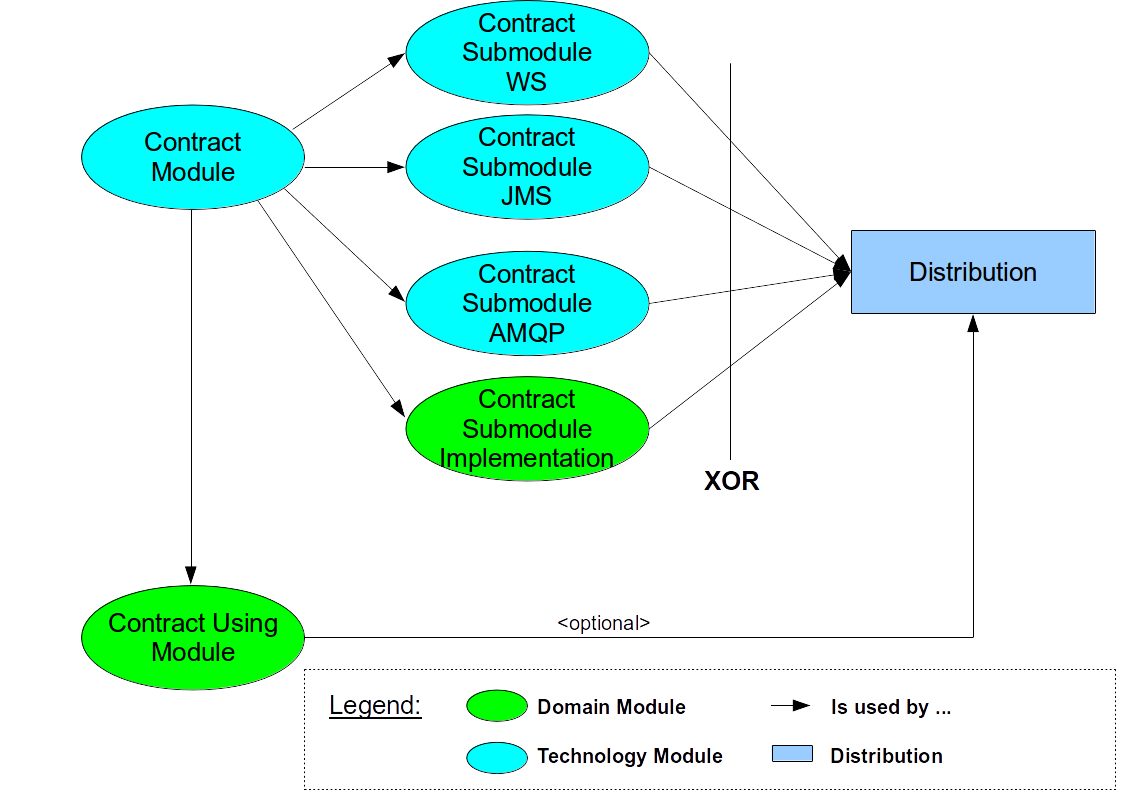 Contract
Submodule
WS
Contract
Module
Contract
Submodule
JMS
Contract
Submodule
AMQP
Distribution
Contract
Submodule
Implementation
XOR
Contract Using
Module
<optional>
Legend:
Domain Module
Is used by ...
Technology Module
Distribution